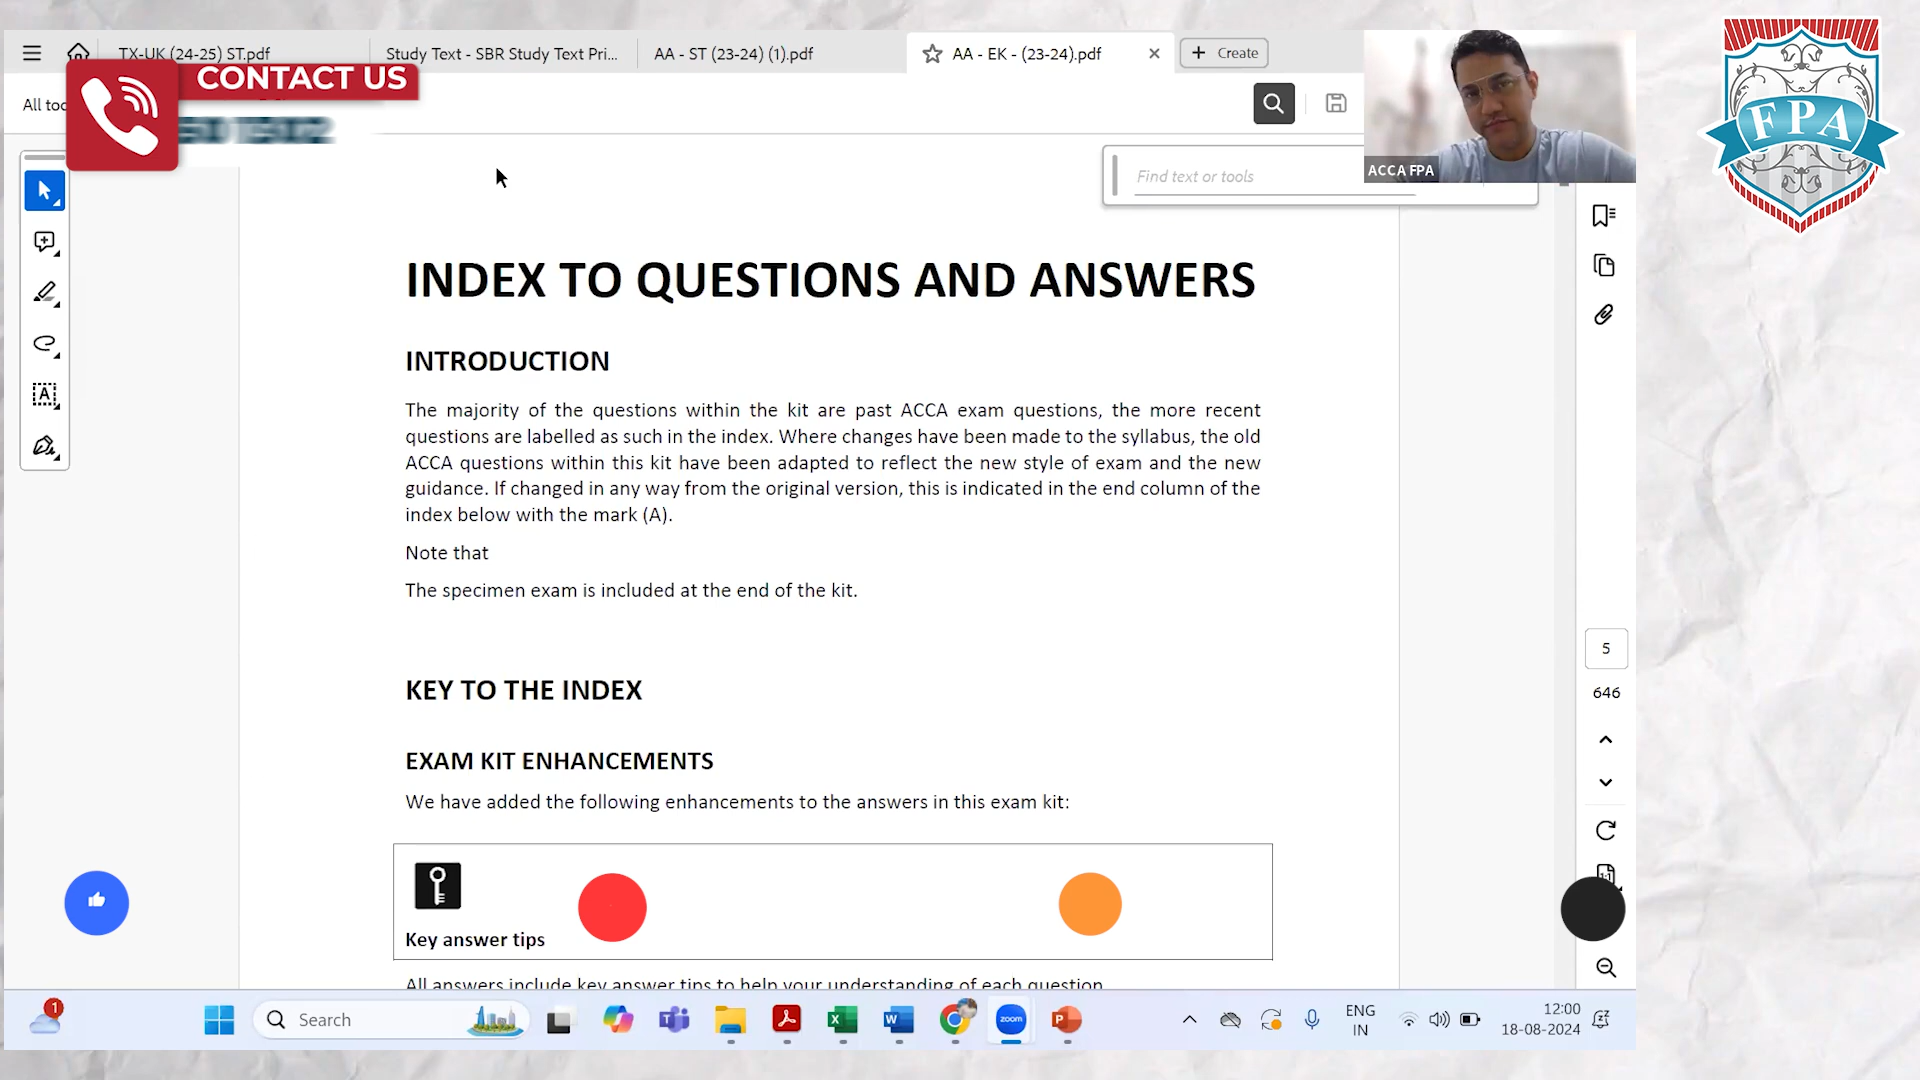 TX-UK (24-25) ST.pdf
Study Text - SBR Study Text Pri...
AA - ST (23-24) (1).pdf
AA - EK - (23-24).pdf
Create
CONTACT US
All
Find text or tools
ACCA FPA
FPA
INDEX TO QUESTIONS AND ANSWERS
INTRODUCTION
The majority of the questions within the kit are past ACCA exam questions, the more recent
questions are labelled as such in the index. Where changes have been made to the syllabus, the old
ACCA questions within this kit have been adapted to reflect the new style of exam and the new
guidance. If changed in any way from the original version, this is indicated in the end column of the
index below with the mark (A).
Note that
The specimen exam is included at the end of the kit.
5
646
KEY TO THE INDEX
EXAM KIT ENHANCEMENTS
We have added the following enhancements to the answers in this exam kit:
Key answer tips
All answers include key answer tips to help your understanding of each question
1
Search
zoom
ENG
IN
12:00
18-08-2024